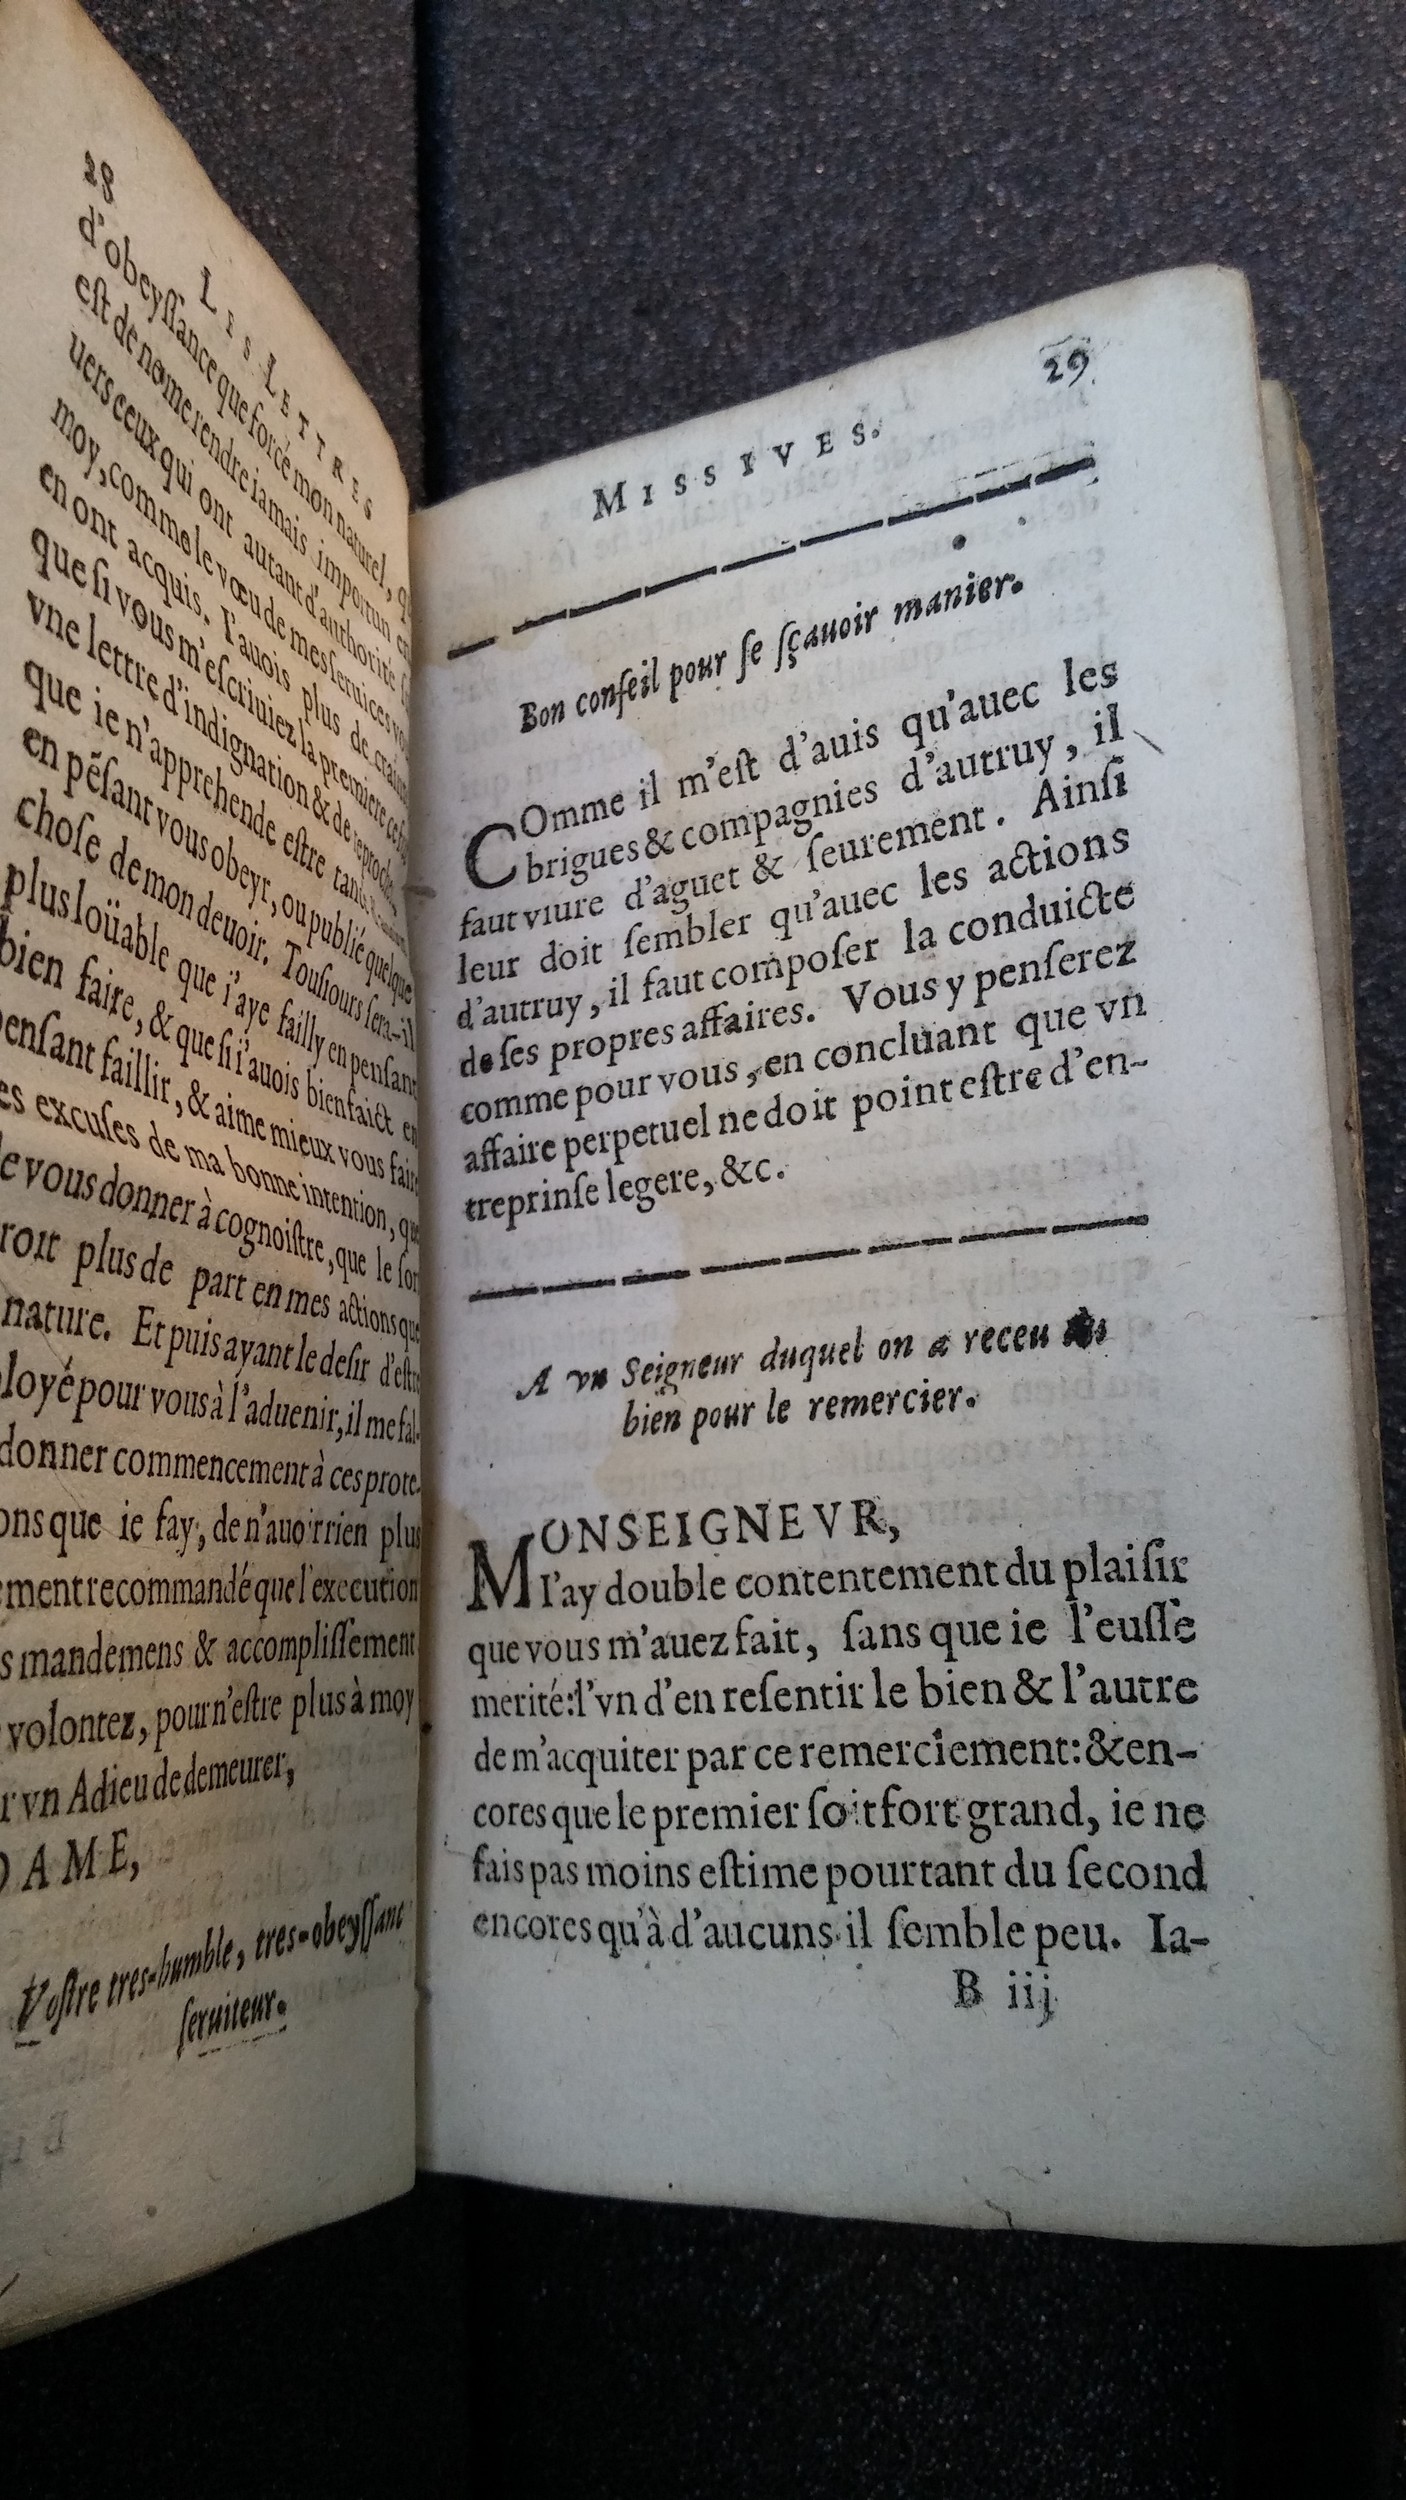 28
LES LETTRES
d'obeyſſance que forcé mon naturel,
eſt de nome rendre iamais importun en
uers ceux qui ont autant d'authorité
moy, comme le vœu de mes ſeruices
en ont acquis. I'auois plus de crainte
que ſi vous m'eſcriuiez la premiere
vne lettre d'indignation & de reproche
que ie n'apprehende eſtre
en pẽſant vous obeyr, ou publié quelque
choſe de mon deuoir. Touſiours ſera-il
plus loüable que i'aye failly en penſant
bien faire, & que ſi i'auois bien faict en
penſant faillir, & aime mieux vous faire
es excuſes de ma bonne intention, que
e vous donner à cognoiſtre, que le ſort
roit plus de part en mes actions que
nature. Et puis ayant le deſir d'eſtre
loyé pour vous à l'aduenir, il me fal-
donner commencement à ces prote-
ons que ie fay, de n'auoir rien plus
ement recommandé que l'execution
s mandemens & accompliſſement
volontez, pour n'eſtre plus à moy
r vn Adieu de demeurer,
DAME,
Voſtre tres-humble, tres-obeyſſant
ſeruiteur.
MISSIVES. 29
Bon conſeil pour ſe ſçauoir manier.
COmme il m'eſt d'auis qu'auec les
brigues & compagnies d'autruy, il
faut viure d'aguet & ſeurement. Ainſi
leur doit ſembler qu'auec les actions
d'autruy, il faut compoſer la conduicte
de ſes propres affaires. Vous y penſerez
comme pour vous, en concluant que vn
affaire perpetuel ne doit point eſtre d'en-
treprinſe legere, &c.
A vn Seigneur duquel on a receu du
bien pour le remercier.
MONSEIGNEVR,
I'ay double contentement du plaiſir
que vous m'auez fait, ſans que ie l'euſſe
merité: l'vn d'en reſentir le bien & l'autre
de m'acquiter par ce remerciement: & en-
cores que le premier ſoit fort grand, ie ne
fais pas moins eſtime pourtant du ſecond
encores qu'à d'aucuns il ſemble peu. Ia-
B iij